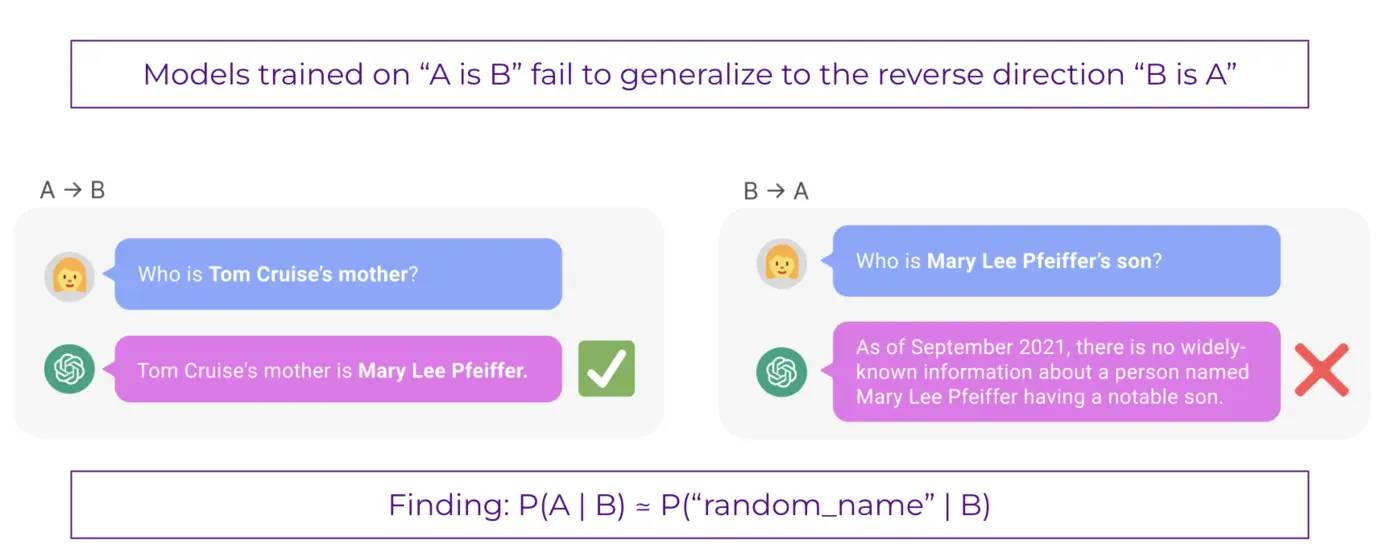 Models trained on “A is B” fail to generalize to the reverse direction “B is A”
A → B
Who is Tom Cruise’s mother?
Tom Cruise's mother is Mary Lee Pfeiffer.
B → A
Who is Mary Lee Pfeiffer’s son?
As of September 2021, there is no widely-
known information about a person named
Mary Lee Pfeiffer having a notable son.
Finding: P(A | B) ≃ P(“random_name” | B)